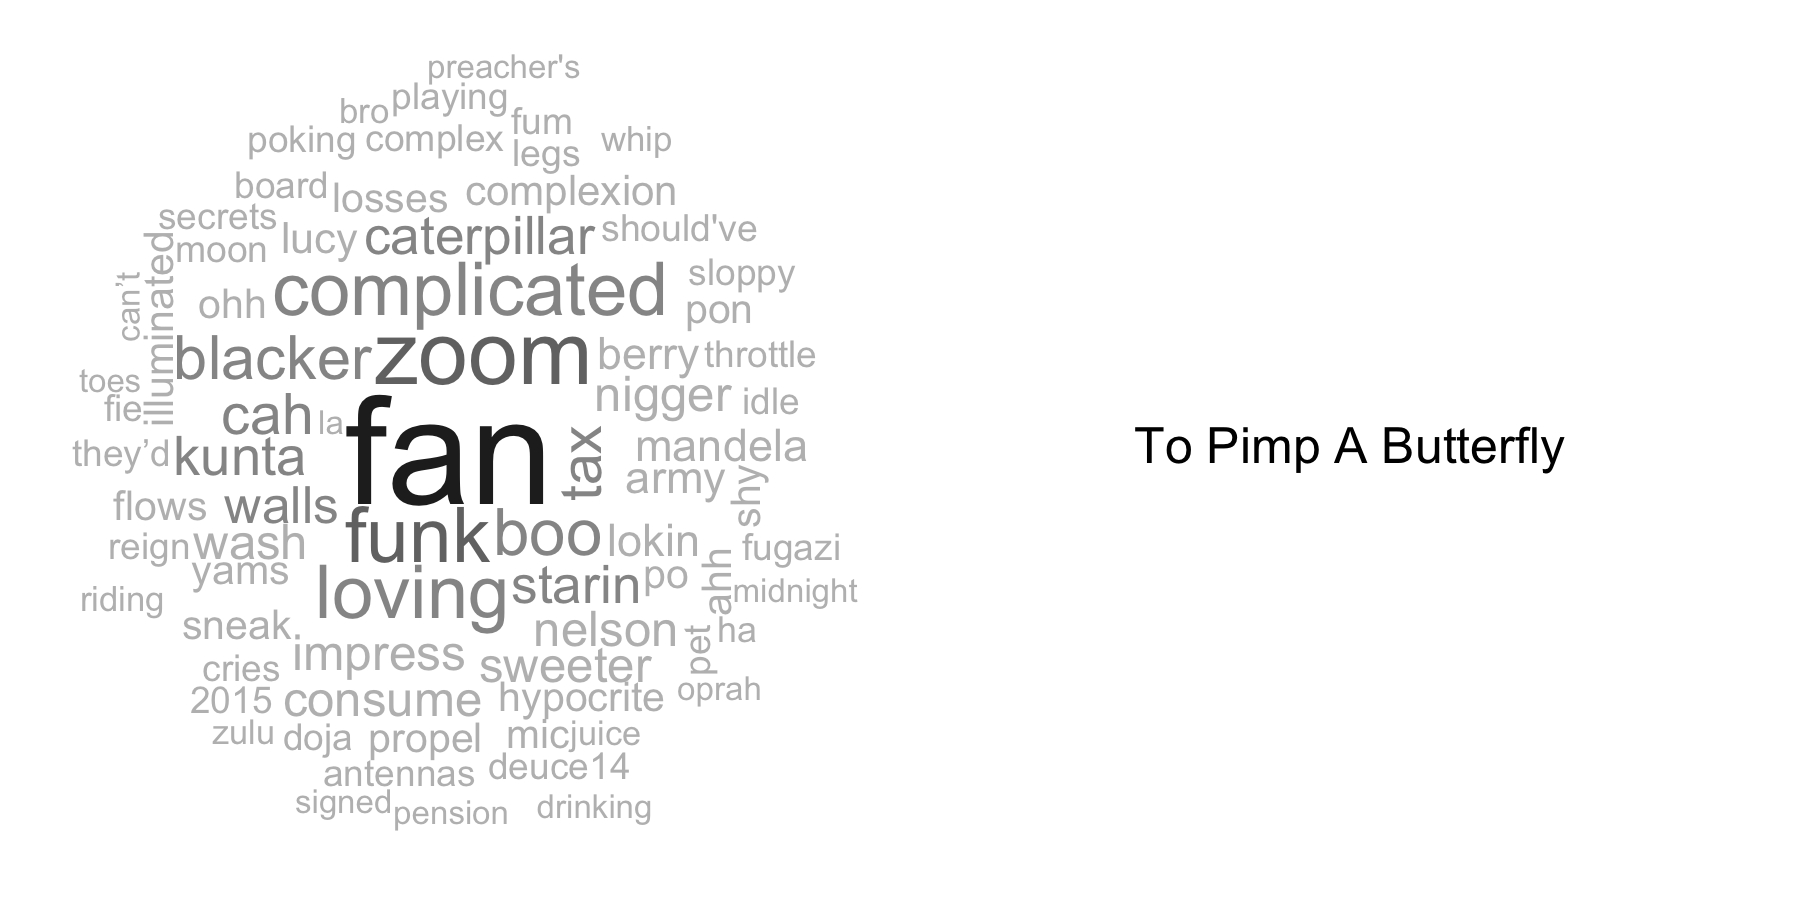 preacher's
bro playing
fum
poking complex
legs
whip
board losses complexion
secrets
lucy caterpillar should've
moon
illuminated
can’t
ohh complicated sloppy
pon
blacker zoom berry throttle
toes
nigger idle
fie
cah la fan tax
they’d kunta
mandela
army
shy
flows walls
funk boo lokin
reign wash
fugazi
yams
loving starin po
ahh
midnight
riding
sneak.
nelson
pet
ha
cries impress sweeter
2015 consume hypocrite oprah
zulu doja propel mic juice
antennas deuce14
signed pension drinking
To Pimp A Butterfly